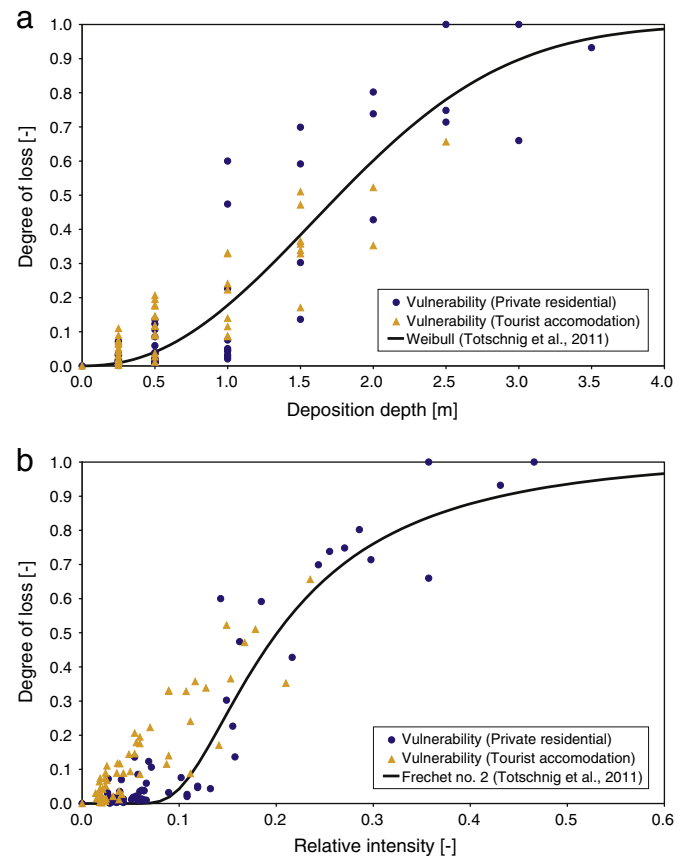 a
1.0
0.9
0.8
0.7
0.6
0.5
0.4
0.3
0.2
0.1
0.0
Degree of loss [-]
Vulnerability (Private residential)
Vulnerability (Tourist accomodation)
Weibull (Totschnig et al., 2011)
0.0 0.5 1.0 1.5 2.0 2.5 3.0 3.5 4.0
Deposition depth [m]
b
1.0
0.9
0.8
0.7
0.6
0.5
0.4
0.3
0.2
0.1
0.0
Degree of loss [-]
Vulnerability (Private residential)
Vulnerability (Tourist accomodation)
Frechet no. 2 (Totschnig et al., 2011)
0.0 0.1 0.2 0.3 0.4 0.5 0.6
Relative intensity [-]